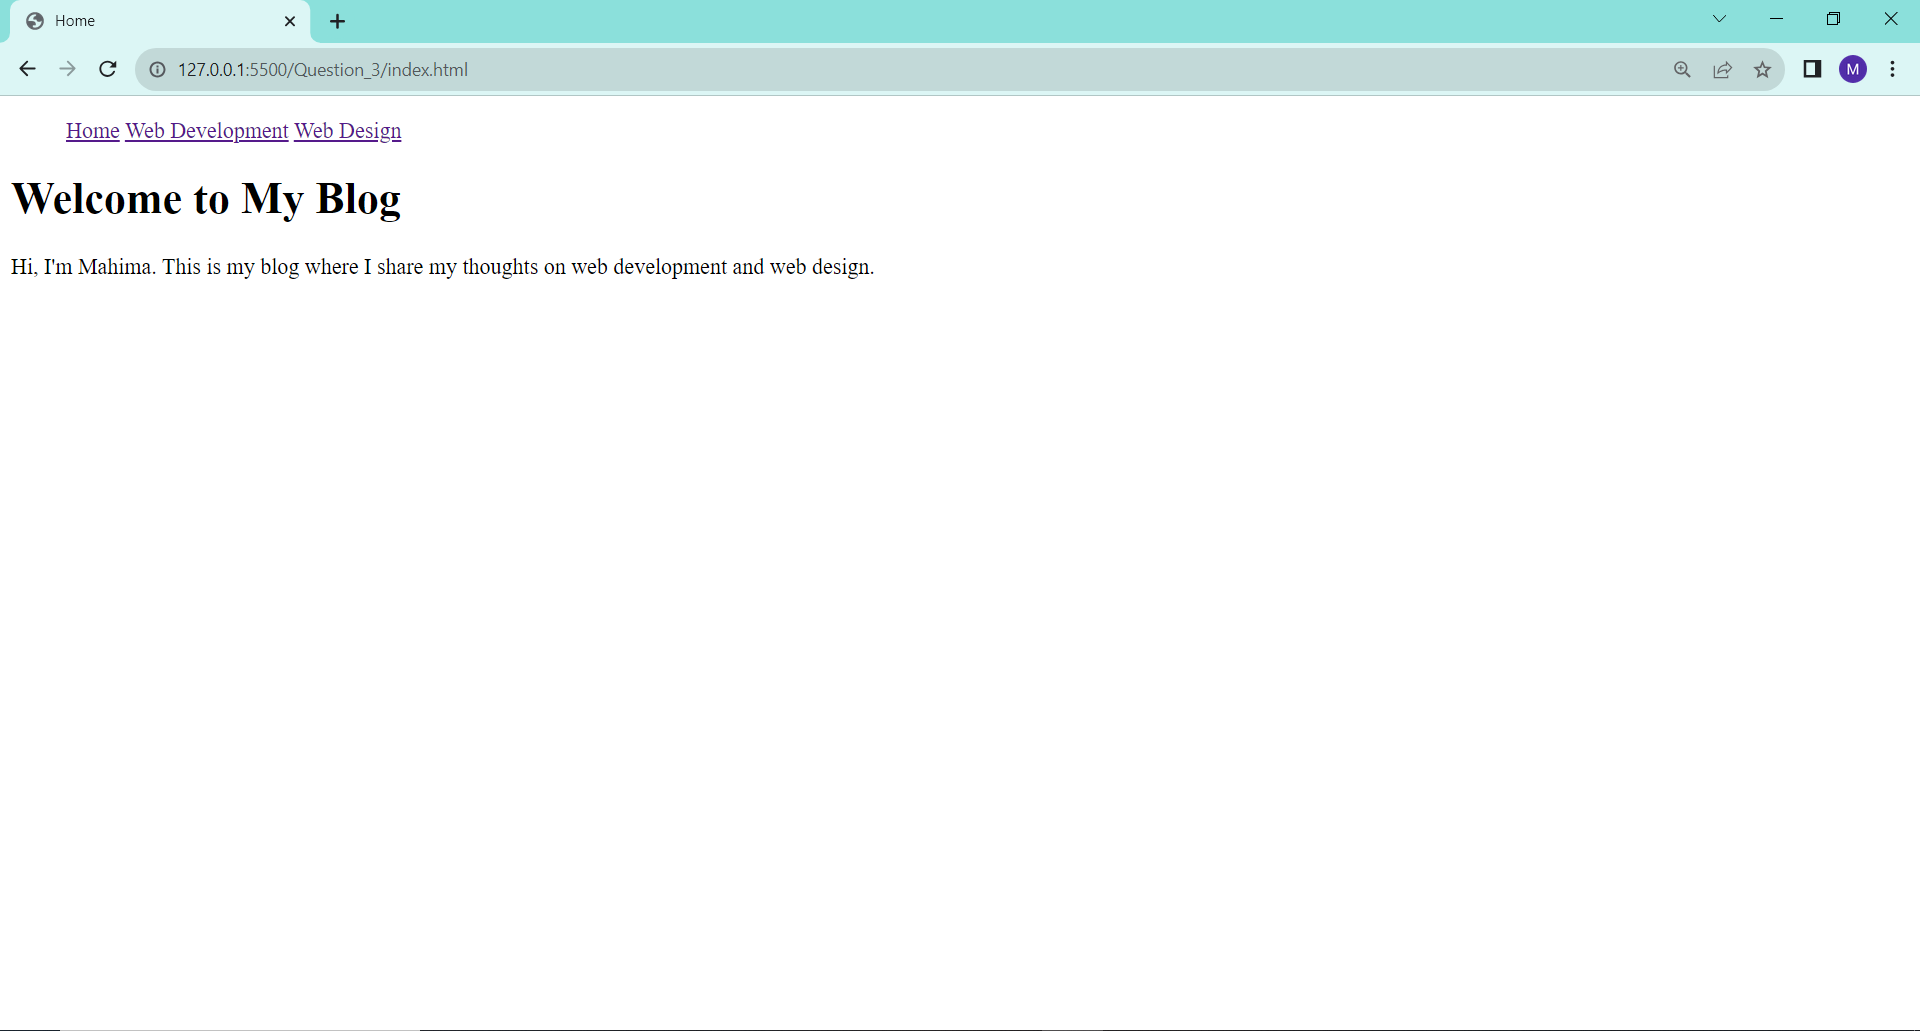 Home
127.0.0.1:5500/Question_3/index.html
M
Home Web Development Web Design
Welcome to My Blog
Hi, I'm Mahima. This is my blog where I share my thoughts on web development and web design.